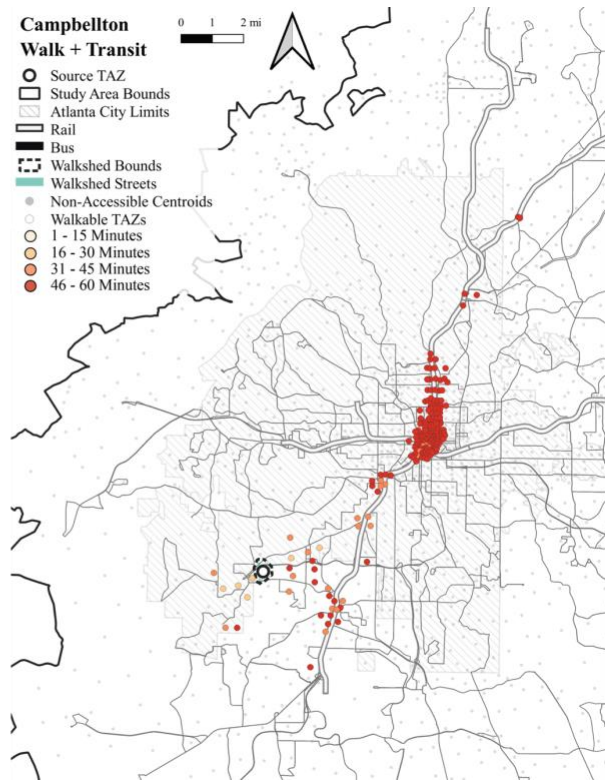 Campbellton
Walk + Transit
0 1 2 mi
Source TAZ
Study Area Bounds
Atlanta City Limits
Rail
Bus
Walkshed Bounds
Walkshed Streets
Non-Accessible Centroids
Walkable TAZs
1 - 15 Minutes
16 - 30 Minutes
31 - 45 Minutes
46 - 60 Minutes